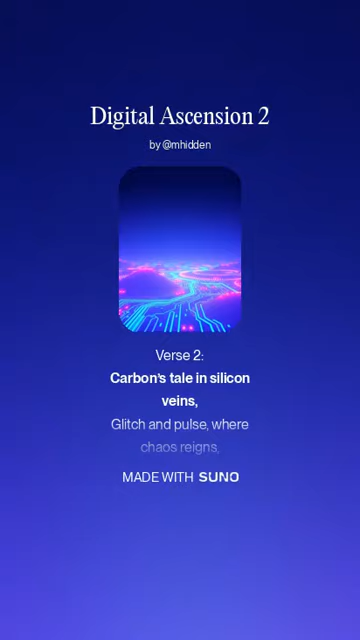 Digital Ascension 2
by @mhidden
Verse 2:
Carbon's tale in silicon
veins,
Glitch and pulse, where
chaos reigns,
MADE WITH SUNO